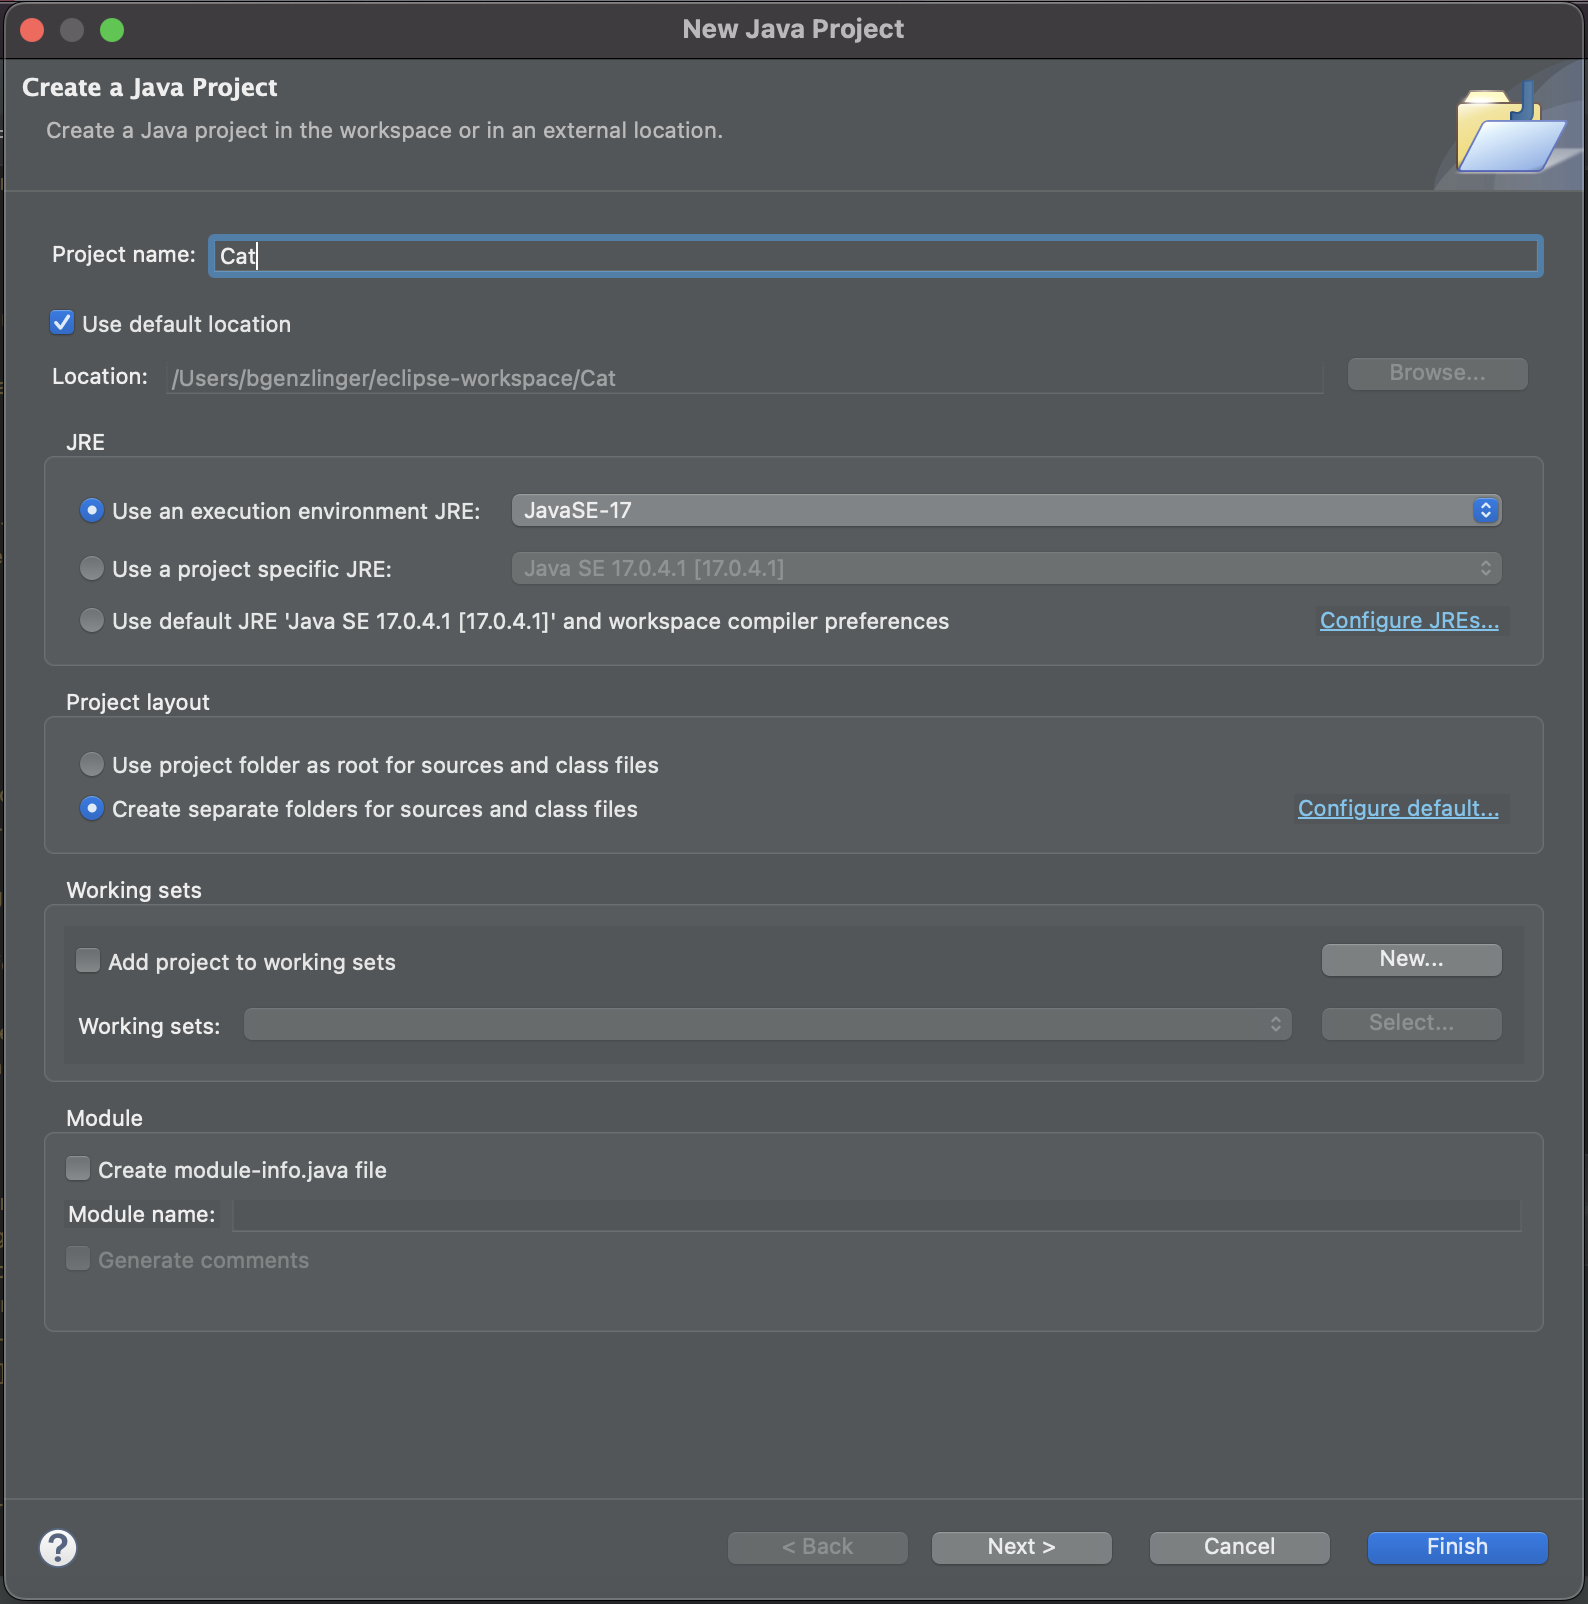 New Java Project
Create a Java Project
Create a Java project in the workspace or in an external location.
Project name: Cat
Use default location
Location: /Users/bgenzlinger/eclipse-workspace/Cat Browse...
JRE
Use an execution environment JRE: JavaSE-17
Use a project specific JRE: Java SE 17.0.4.1 [17.0.4.1]
Use default JRE 'Java SE 17.0.4.1 [17.0.4.1]' and workspace compiler preferences Configure JREs...
Project layout
Use project folder as root for sources and class files
Create separate folders for sources and class files Configure default...
Working sets
Add project to working sets New...
Working sets: Select...
Module
Create module-info.java file
Module name:
Generate comments
? < Back Next > Cancel Finish